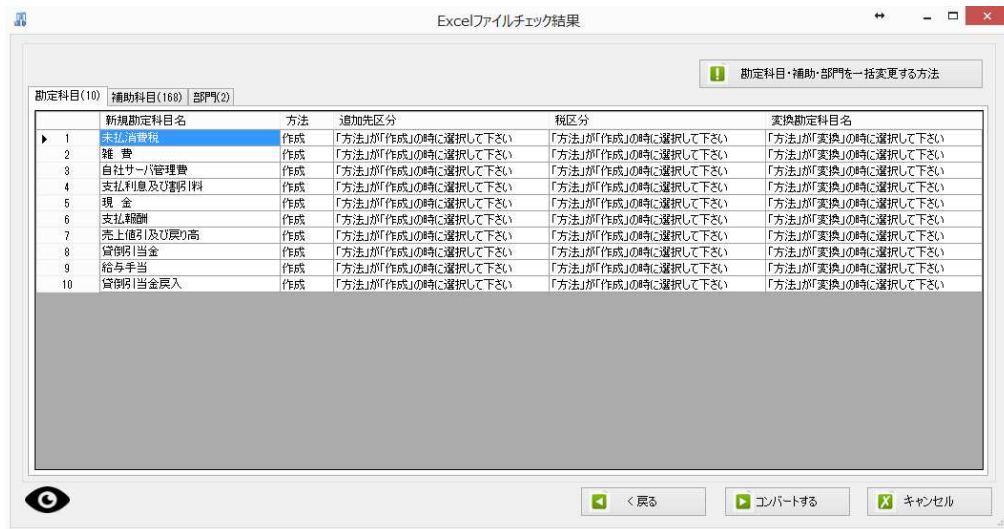 Excelファイルチェック結果
勘定科目・補助・部門を一括変更する方法
勘定科目(10) 補助科目(168) 部門(2)
新規勘定科目名 方法 追加先区分 税区分 変換勘定科目名
1 未払消費税 作成 「方法」が「作成」の時に選択して下さい 「方法」が「作成」の時に選択して下さい 「方法」が「変換」の時に選択して下さい
2 雑 費 作成 「方法」が「作成」の時に選択して下さい 「方法」が「作成」の時に選択して下さい 「方法」が「変換」の時に選択して下さい
3 自社サーバ管理費 作成 「方法」が「作成」の時に選択して下さい 「方法」が「作成」の時に選択して下さい 「方法」が「変換」の時に選択して下さい
4 支払利息及び割引料 作成 「方法」が「作成」の時に選択して下さい 「方法」が「作成」の時に選択して下さい 「方法」が「変換」の時に選択して下さい
5 現 金 作成 「方法」が「作成」の時に選択して下さい 「方法」が「作成」の時に選択して下さい 「方法」が「変換」の時に選択して下さい
6 支払報酬 作成 「方法」が「作成」の時に選択して下さい 「方法」が「作成」の時に選択して下さい 「方法」が「変換」の時に選択して下さい
7 売上値引及び戻り高 作成 「方法」が「作成」の時に選択して下さい 「方法」が「作成」の時に選択して下さい 「方法」が「変換」の時に選択して下さい
8 貸倒引当金 作成 「方法」が「作成」の時に選択して下さい 「方法」が「作成」の時に選択して下さい 「方法」が「変換」の時に選択して下さい
9 給与手当 作成 「方法」が「作成」の時に選択して下さい 「方法」が「作成」の時に選択して下さい 「方法」が「変換」の時に選択して下さい
10 貸倒引当金戻入 作成 「方法」が「作成」の時に選択して下さい 「方法」が「作成」の時に選択して下さい 「方法」が「変換」の時に選択して下さい
< 戻る コンバートする キャンセル